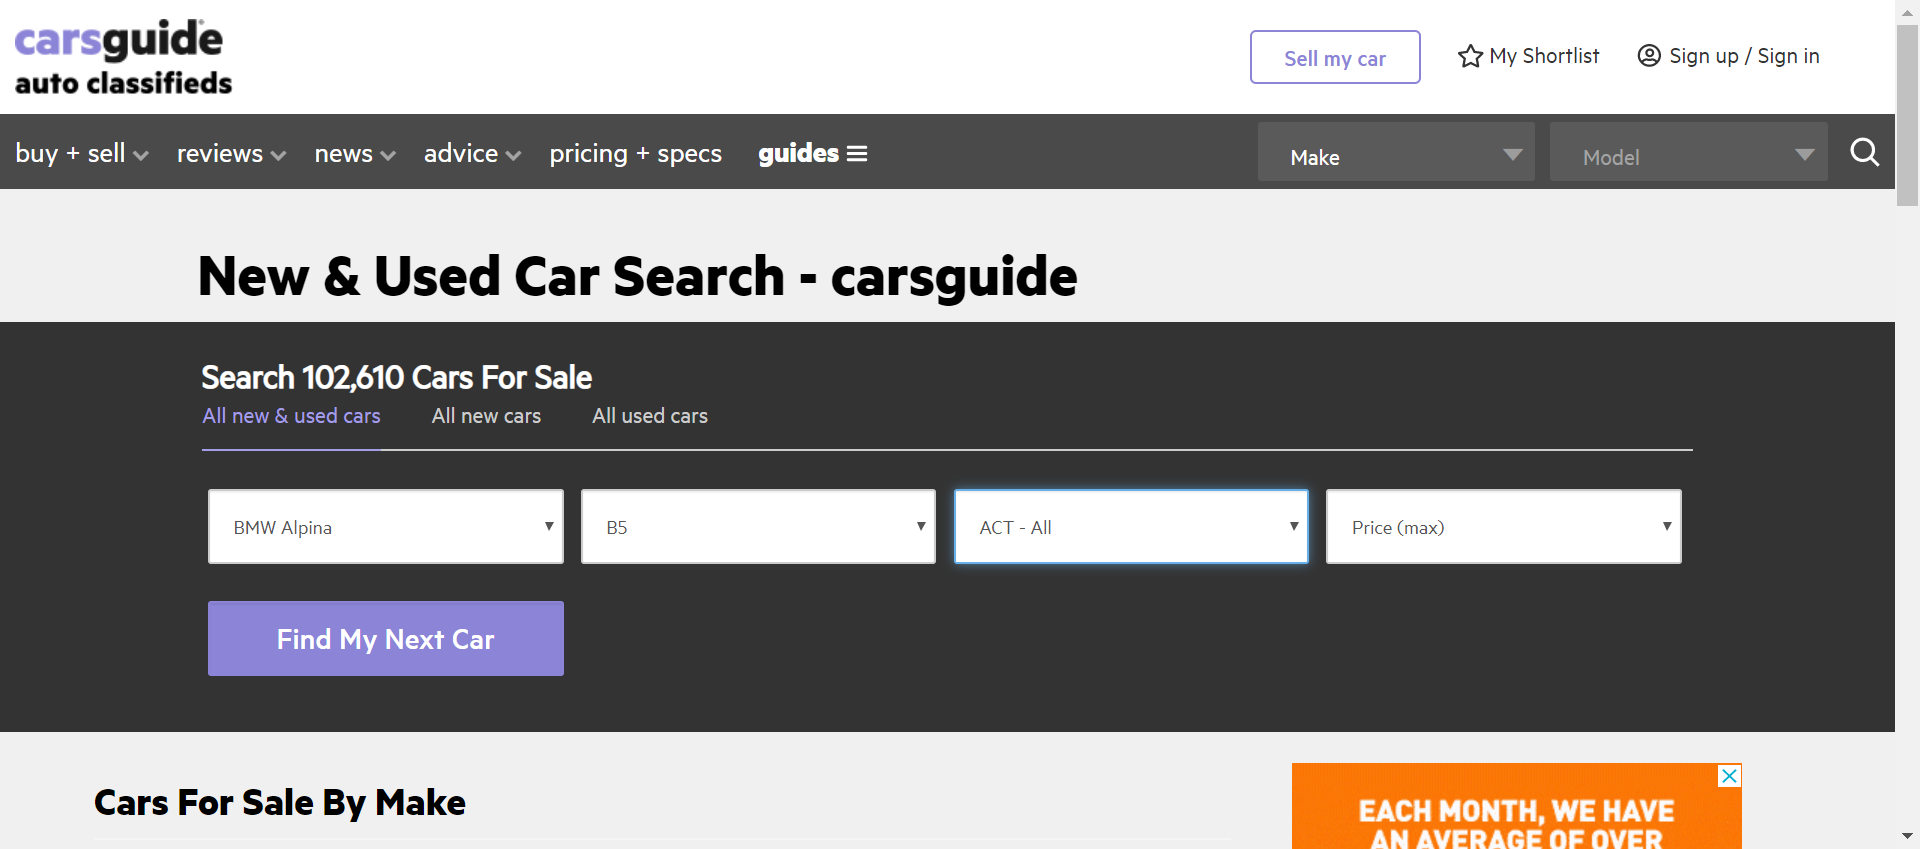 carsguide
auto classifieds
Sell my car
My Shortlist
Sign up / Sign in
buy + sell
reviews
news
advice
pricing + specs
guides
Make
Model
New & Used Car Search - carsguide
Search 102,610 Cars For Sale
All new & used cars
All new cars
All used cars
BMW Alpina
B5
ACT - All
Price (max)
Find My Next Car
Cars For Sale By Make
EACH MONTH, WE HAVE
AN AVERAGE OF OVER